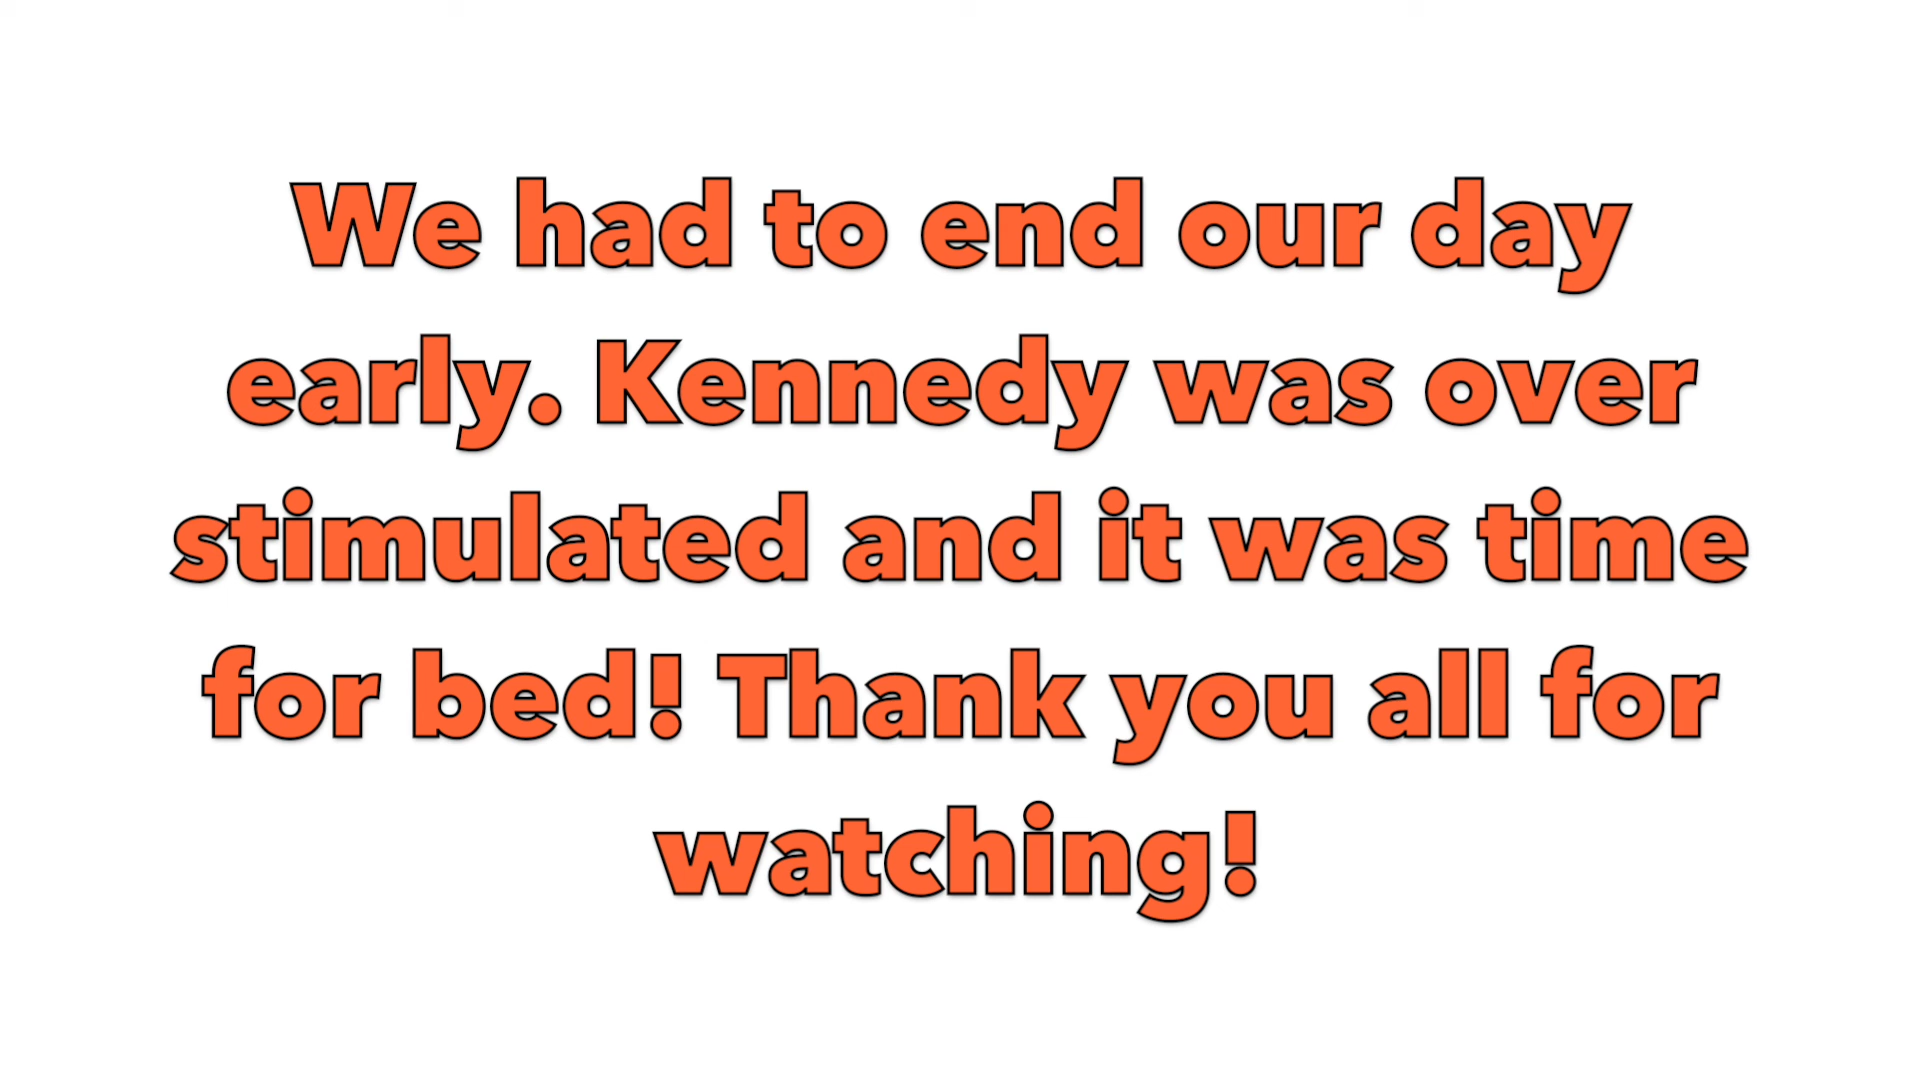 We had to end our day
early. Kennedy was over
stimulated and it was time
for bed! Thank you all for
watching!